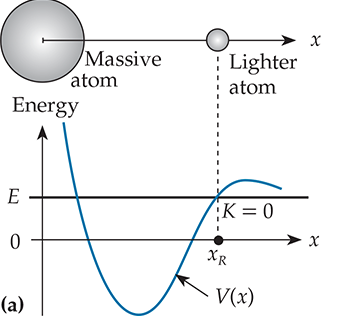 x
Massive
atom
Lighter
atom
Energy
E
K = 0
0
x
x_R
V(x)
(a)